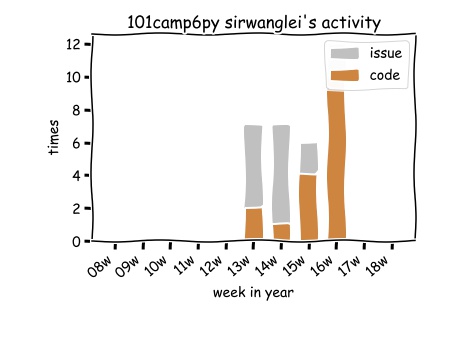 101camp6py sirwanglei's activity
issue
code
times
12
10
8
6
4
2
0
08w 09w 10w 11w 12w 13w 14w 15w 16w 17w 18w
week in year